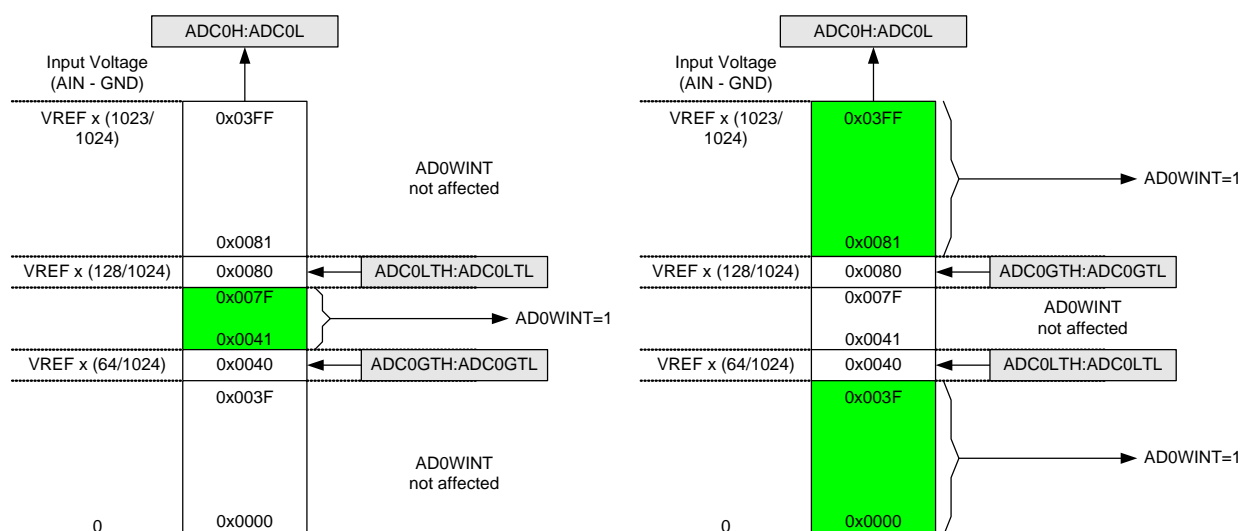 ADC0H:ADC0L
Input Voltage
(AIN - GND)
VREF x (1023/
1024)
0x03FF
AD0WINT
not affected
0x0081
VREF x (128/1024)
0x0080
ADC0LTH:ADC0LTL
0x007F
AD0WINT=1
0x0041
VREF x (64/1024)
0x0040
ADC0GTH:ADC0GTL
0x003F
AD0WINT
not affected
0
0x0000
ADC0H:ADC0L
Input Voltage
(AIN - GND)
VREF x (1023/
1024)
0x03FF
AD0WINT=1
0x0081
VREF x (128/1024)
0x0080
ADC0GTH:ADC0GTL
0x007F
AD0WINT
not affected
0x0041
VREF x (64/1024)
0x0040
ADC0LTH:ADC0LTL
0x003F
AD0WINT=1
0
0x0000